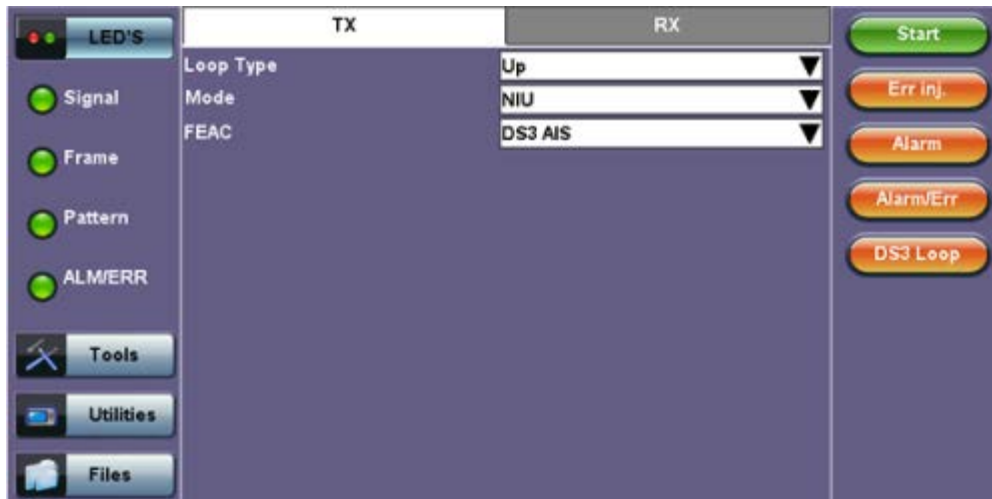 LED'S
Signal
Frame
Pattern
ALM/ERR
Tools
Utilities
Files
TX
RX
Loop Type
Up
Mode
NIU
FEAC
DS3 AIS
Start
Err inj.
Alarm
Alarm/Err
DS3 Loop